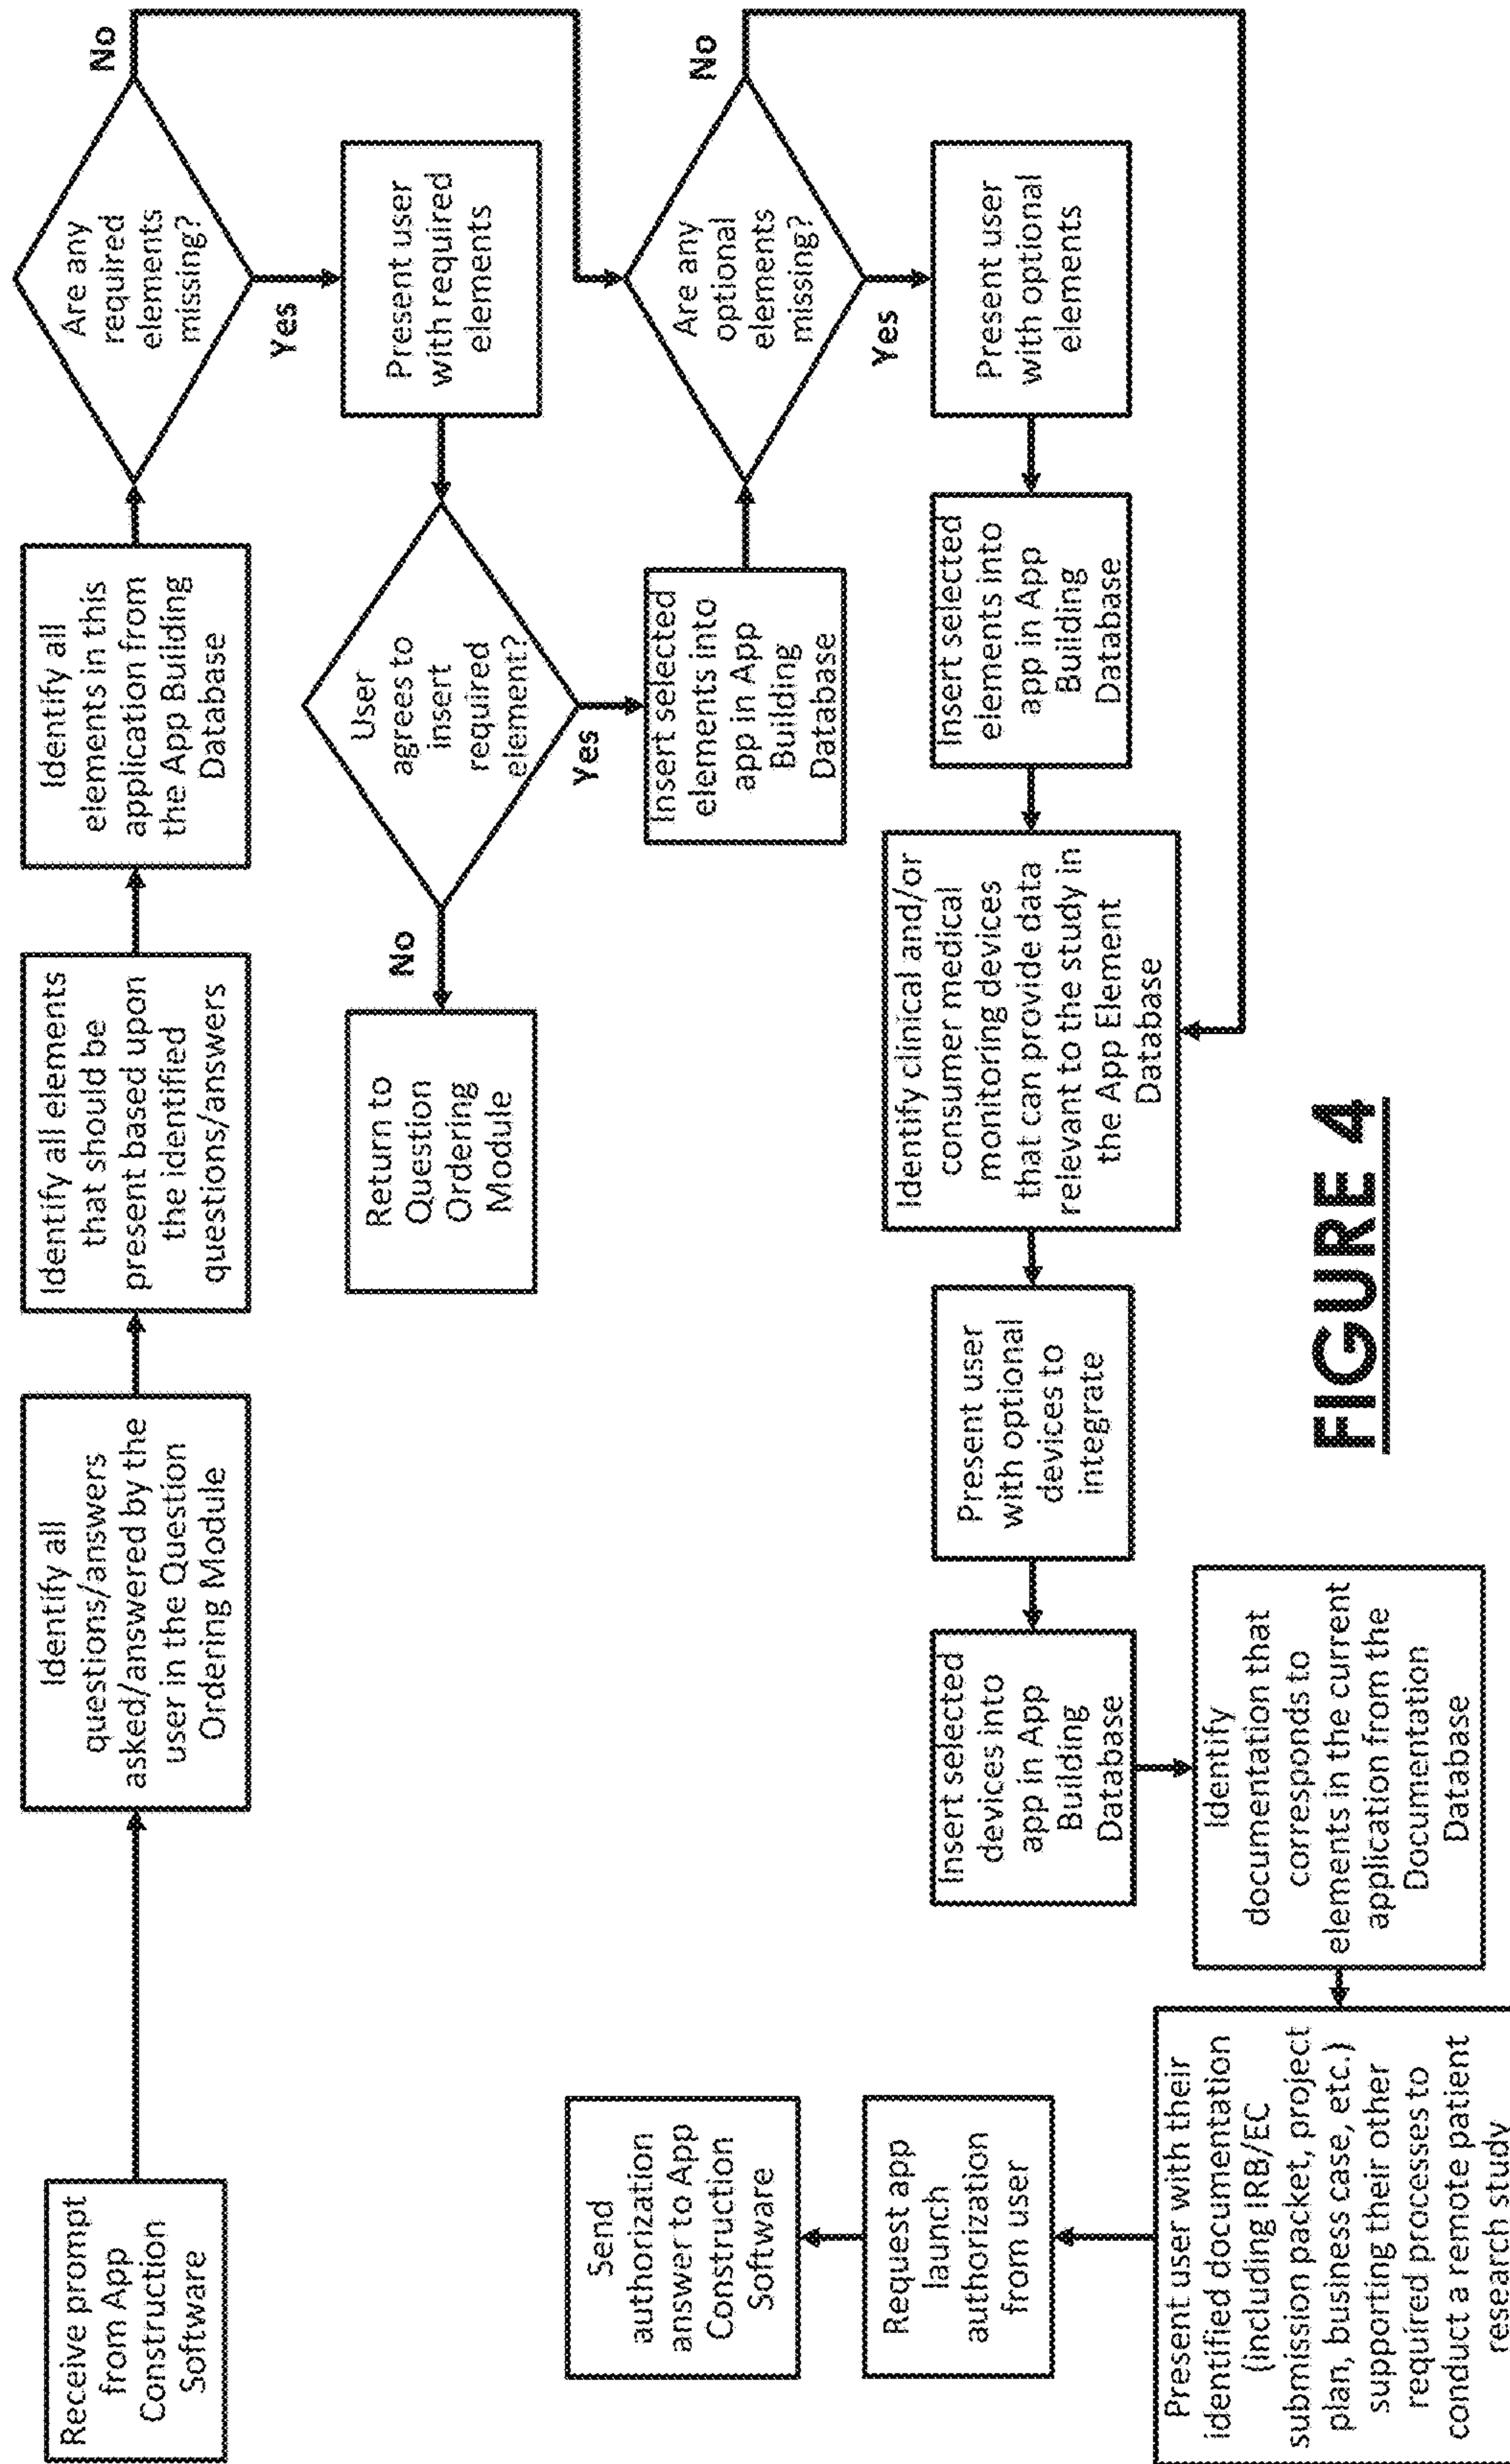 Receive prompt
from App
Construction
Software
Identify all
questions/answers
asked/answered by the
user in the Question
Ordering Module
Identify all elements
that should be
present based upon
the identified
questions/answers
Identify all
elements in this
application from
the App Building
Database
Are any
required
elements
missing?
No
Yes
Present user
with required
elements
User
agrees to
insert
required
element?
No
Yes
Return to
Question
Ordering
Module
Insert selected
elements into
app in App
Building
Database
Are any
optional
elements
missing?
No
Yes
Present user
with optional
elements
Insert selected
elements into
app in App
Building
Database
Identify clinical and/or
consumer medical
monitoring devices
that can provide data
relevant to the study in
the App Element
Database
Present user
with optional
devices to
integrate
Insert selected
devices into
app in App
Building
Database
Identify
documentation that
corresponds to
elements in the current
application from the
Documentation
Database
Present user with their
identified documentation
(including IRB/EC
submission packet, project
plan, business case, etc.)
supporting their other
required processes to
conduct a remote patient
research study
Request app
launch
authorization
from user
Send
authorization
answer to App
Construction
Software
FIGURE 4